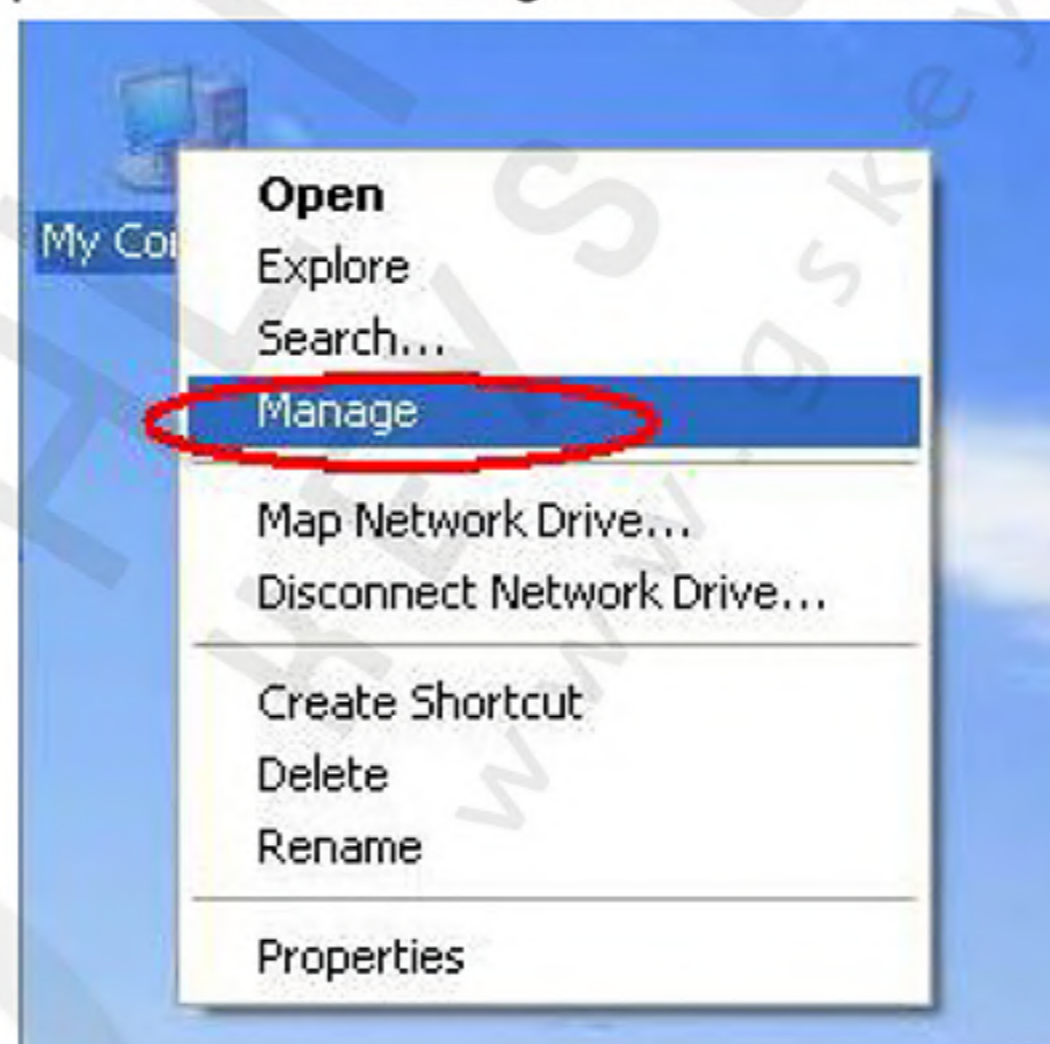 My Co
Open
Explore
Search...
Manage
Map Network Drive...
Disconnect Network Drive...
Create Shortcut
Delete
Rename
Properties